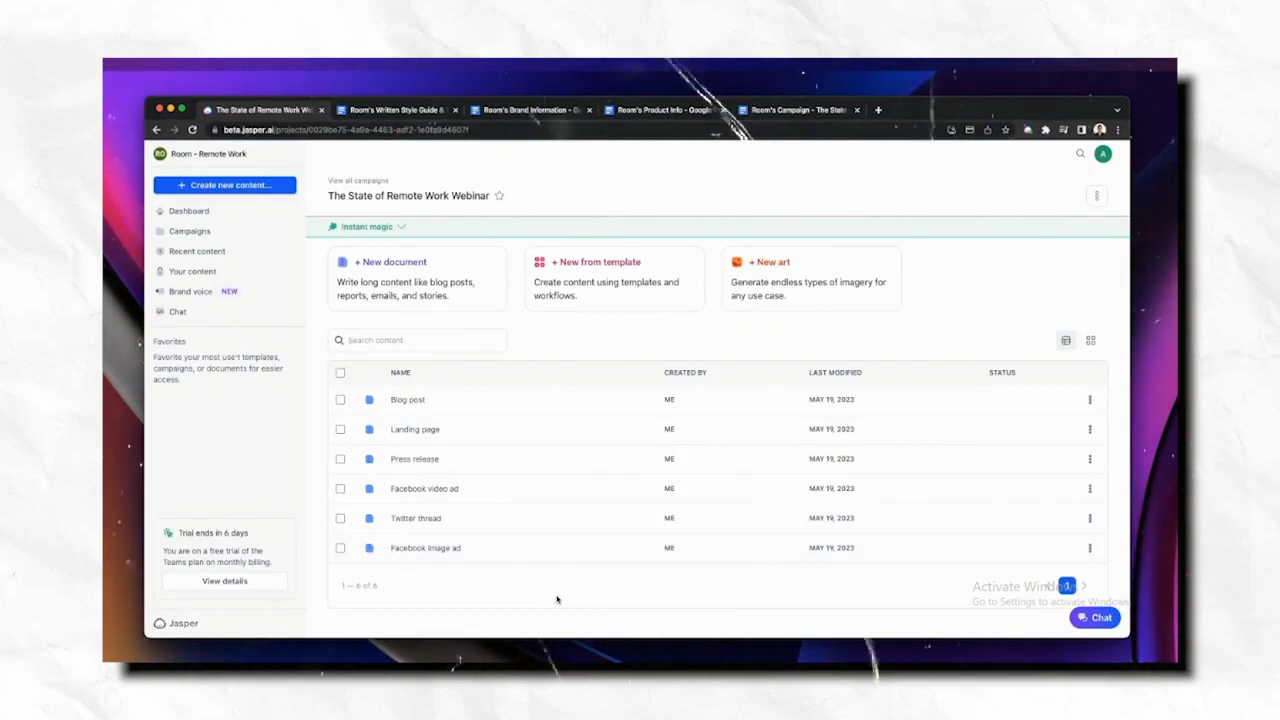 The State of Remote Work We
Room's Written Style Guide &
Room's Brand Information - G
Room's Product Info - Google
Room's Campaign - The State
beta.jasper.ai
RO Room - Remote Work
+ Create new content...
Dashboard
Campaigns
Recent content
Your content
Brand voice NEW
Chat
Favorites
Favorite your most used templates,
campaigns, or documents for easier
access.
Trial ends in 6 days
You are on a free trial of the
Teams plan on monthly billing.
View details
Jasper
A
View all campaigns
The State of Remote Work Webinar
Instant magic
+ New document
Write long content like blog posts,
reports, emails, and stories.
+ New from template
Create content using templates and
workflows.
+ New art
Generate endless types of imagery for
any use case.
Search content
NAME CREATED BY LAST MODIFIED STATUS
Blog post ME MAY 19, 2023
Landing page ME MAY 19, 2023
Press release ME MAY 19, 2023
Facebook video ad ME MAY 19, 2023
Twitter thread ME MAY 19, 2023
Facebook image ad ME MAY 19, 2023
1 — 6 of 6
1
Activate Windows
Go to Settings to activate Windows
Chat